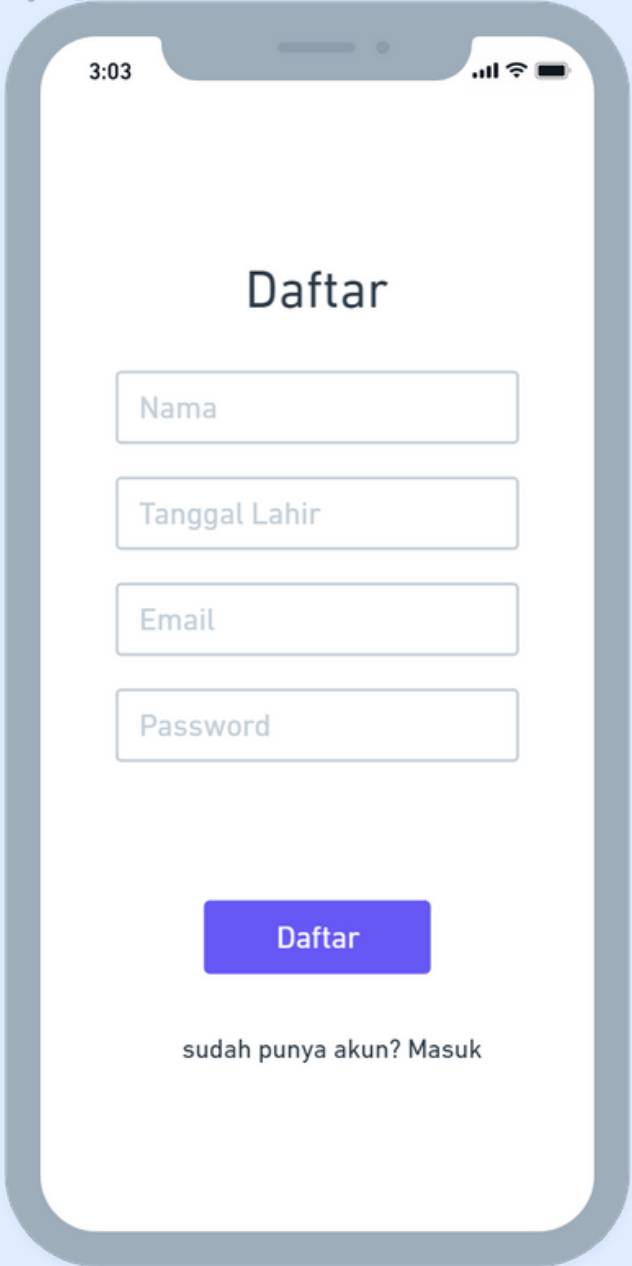 3:03
Daftar
Nama
Tanggal Lahir
Email
Password
Daftar
sudah punya akun? Masuk